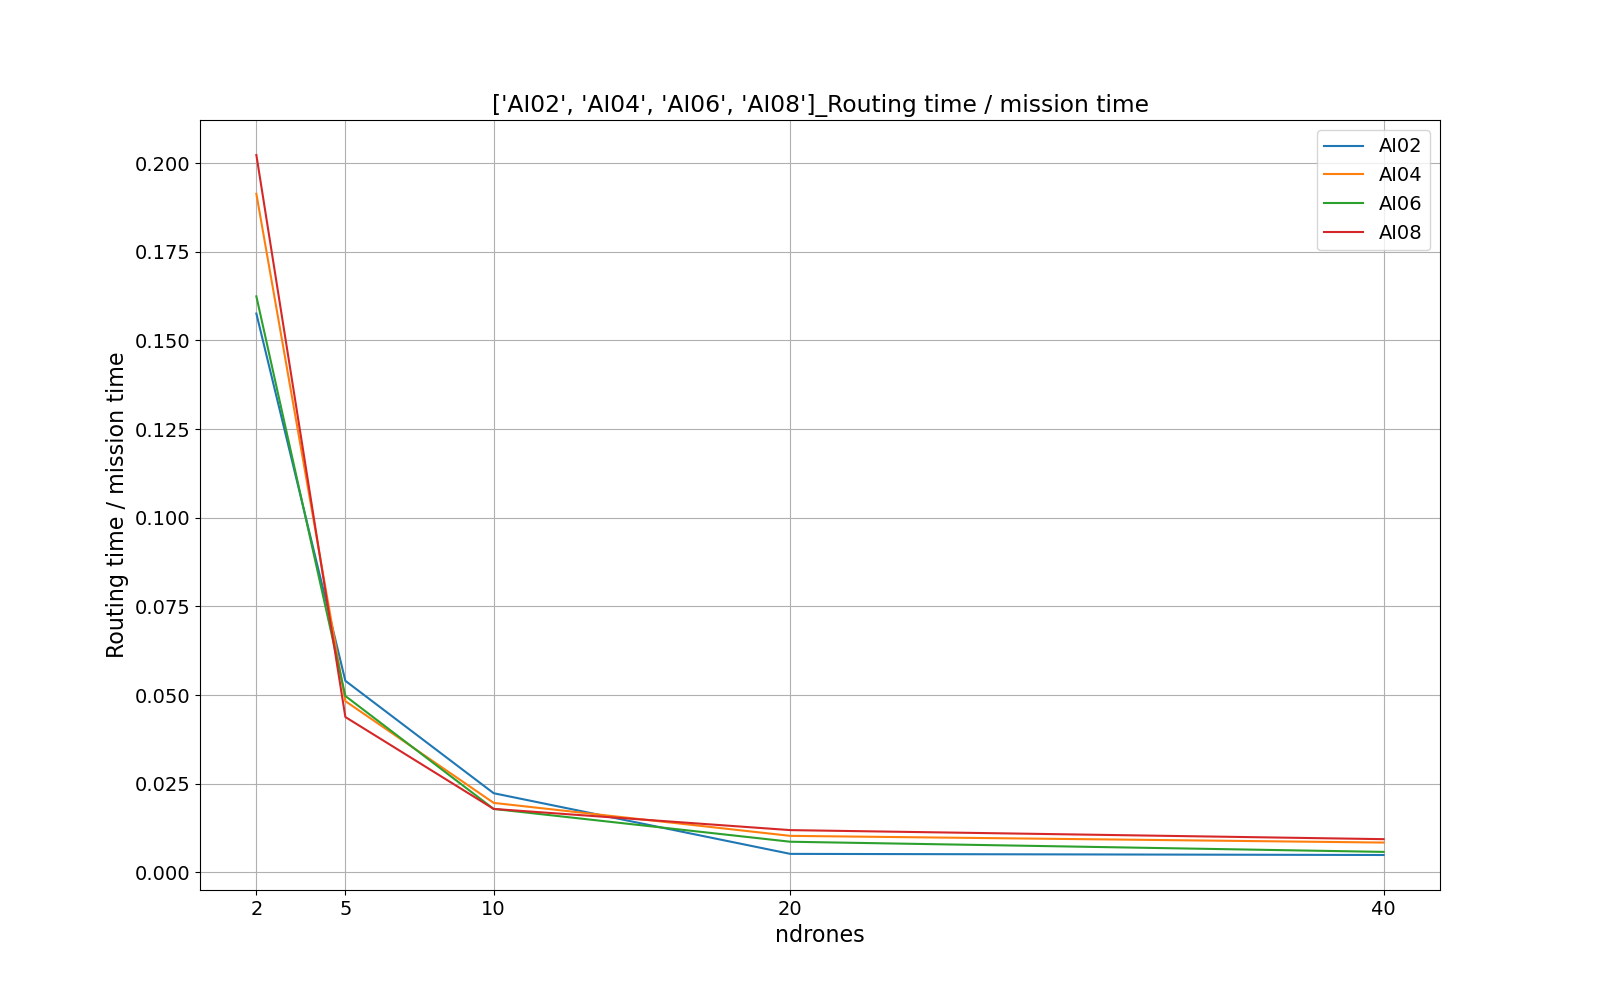 ['AI02', 'AI04', 'AI06', 'AI08']_Routing time / mission time
AI02
AI04
AI06
AI08
Routing time / mission time
0.200
0.175
0.150
0.125
0.100
0.075
0.050
0.025
0.000
2 5 10 20 40
ndrones